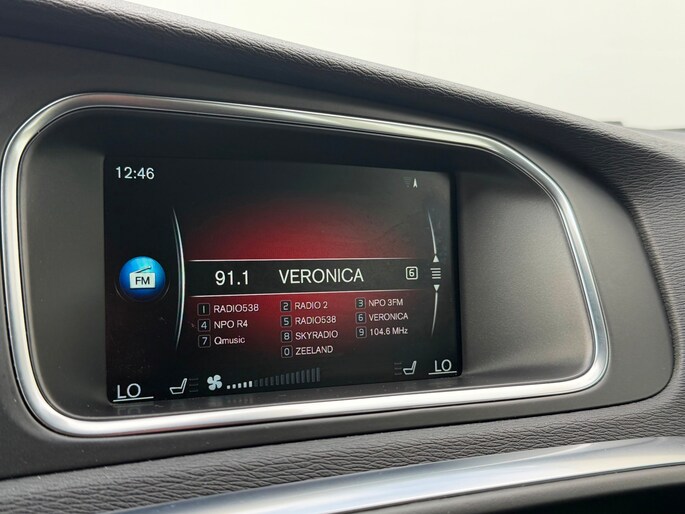 12:46
FM
91.1 VERONICA 6
1 RADIO538 2 RADIO 2 3 NPO 3FM
4 NPO R4 5 RADIO538 6 VERONICA
7 Qmusic 8 SKYRADIO 9 104.6 MHz
0 ZEELAND
LO LO